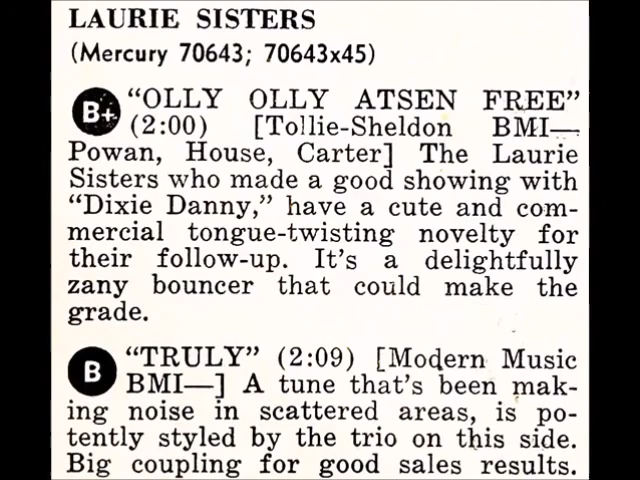 LAURIE SISTERS
(Mercury 70643; 70643x45)
B+ "OLLY OLLY ATSEN FREE"
(2:00) [Tollie-Sheldon BMI—
Powan, House, Carter] The Laurie
Sisters who made a good showing with
"Dixie Danny," have a cute and com-
mercial tongue-twisting novelty for
their follow-up. It's a delightfully
zany bouncer that could make the
grade.
B "TRULY" (2:09) [Modern Music
BMI—] A tune that's been mak-
ing noise in scattered areas, is po-
tently styled by the trio on this side.
Big coupling for good sales results.